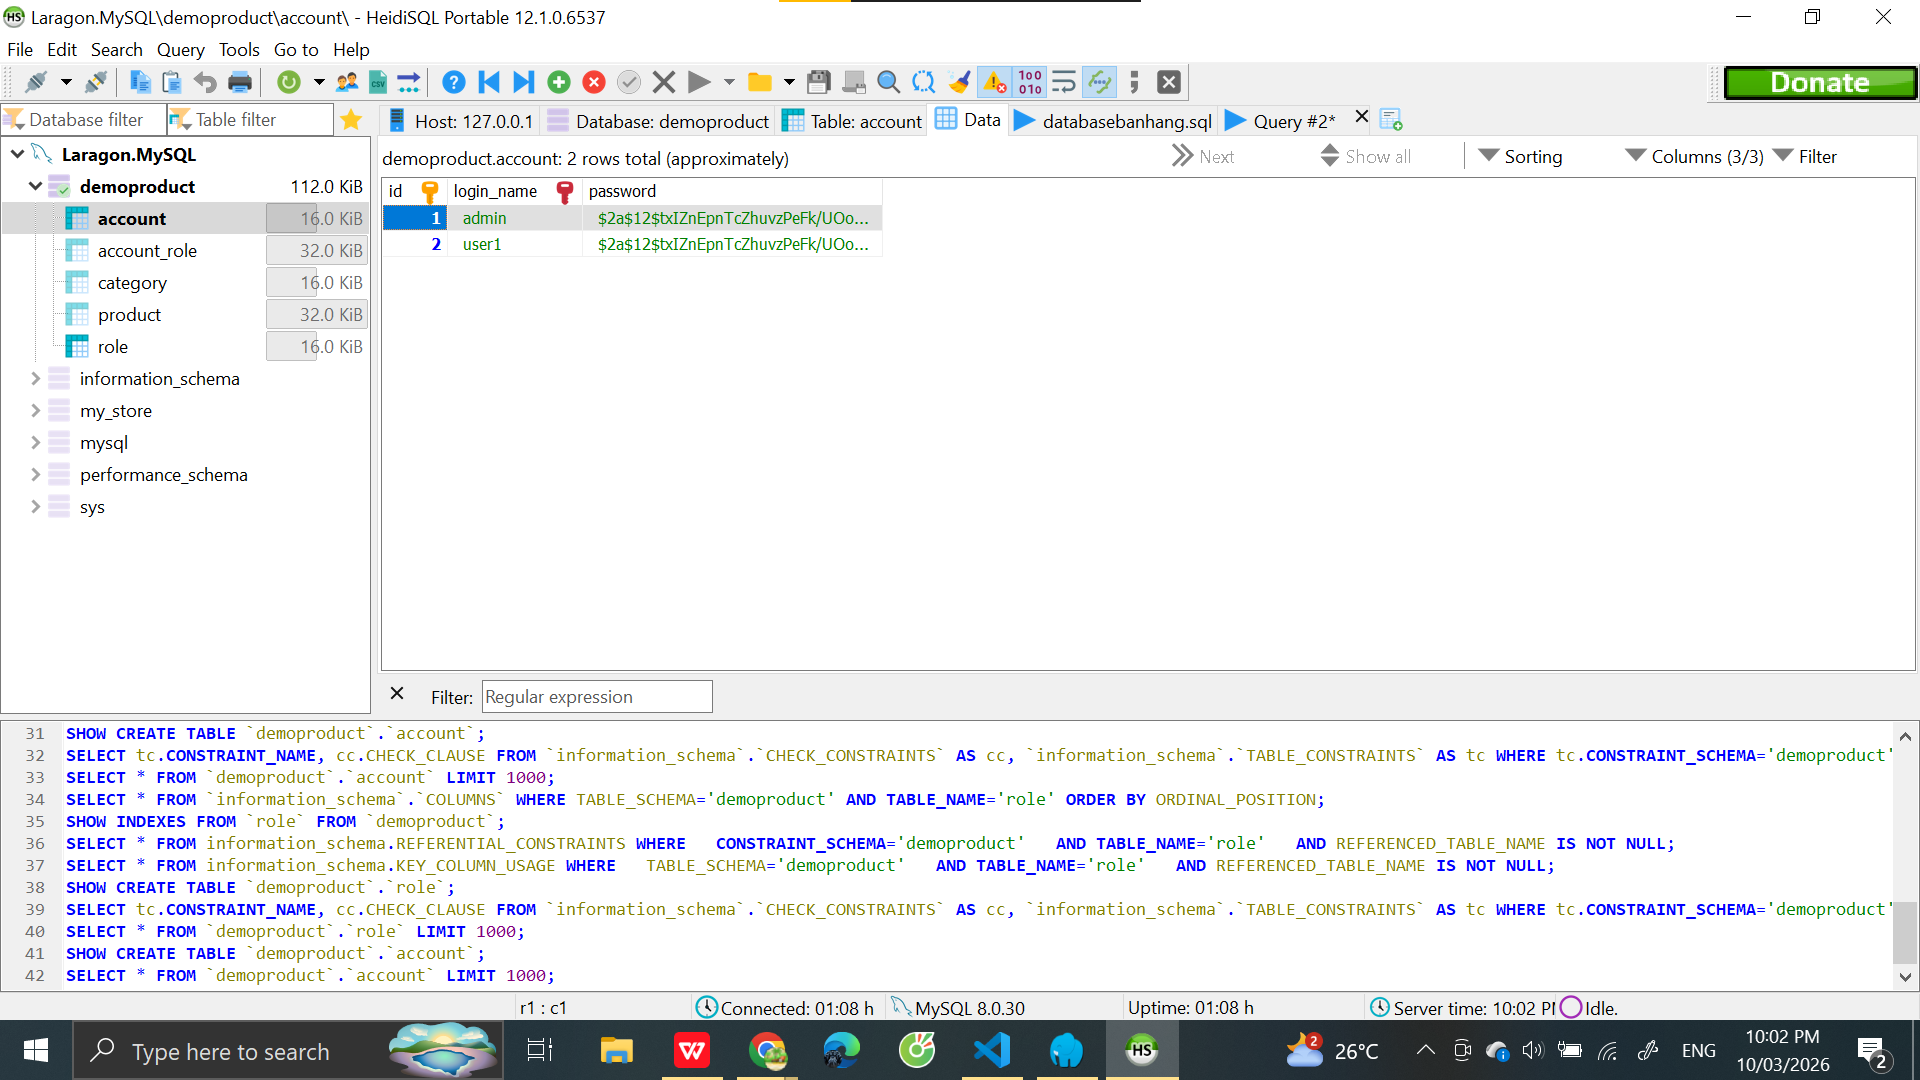 Laragon.MySQL\demoproduct\account\ - HeidiSQL Portable 12.1.0.6537
File Edit Search Query Tools Go to Help
Donate
Database filter Table filter Host: 127.0.0.1 Database: demoproduct Table: account Data databasebanhang.sql Query #2*
Laragon.MySQL
demoproduct 112.0 KiB
account 16.0 KiB
account_role 32.0 KiB
category 16.0 KiB
product 32.0 KiB
role 16.0 KiB
information_schema
my_store
mysql
performance_schema
sys
demoproduct.account: 2 rows total (approximately) Next Show all Sorting Columns (3/3) Filter
id login_name password
1 admin $2a$12$txIZnEpnTcZhuvzPeFk/UOo...
2 user1 $2a$12$txIZnEpnTcZhuvzPeFk/UOo...
Filter: Regular expression
31 SHOW CREATE TABLE `demoproduct`.`account`;
32 SELECT tc.CONSTRAINT_NAME, cc.CHECK_CLAUSE FROM `information_schema`.`CHECK_CONSTRAINTS` AS cc, `information_schema`.`TABLE_CONSTRAINTS` AS tc WHERE tc.CONSTRAINT_SCHEMA='demoproduct'
33 SELECT * FROM `demoproduct`.`account` LIMIT 1000;
34 SELECT * FROM `information_schema`.`COLUMNS` WHERE TABLE_SCHEMA='demoproduct' AND TABLE_NAME='role' ORDER BY ORDINAL_POSITION;
35 SHOW INDEXES FROM `role` FROM `demoproduct`;
36 SELECT * FROM information_schema.REFERENTIAL_CONSTRAINTS WHERE   CONSTRAINT_SCHEMA='demoproduct'   AND TABLE_NAME='role'   AND REFERENCED_TABLE_NAME IS NOT NULL;
37 SELECT * FROM information_schema.KEY_COLUMN_USAGE WHERE   TABLE_SCHEMA='demoproduct'   AND TABLE_NAME='role'   AND REFERENCED_TABLE_NAME IS NOT NULL;
38 SHOW CREATE TABLE `demoproduct`.`role`;
39 SELECT tc.CONSTRAINT_NAME, cc.CHECK_CLAUSE FROM `information_schema`.`CHECK_CONSTRAINTS` AS cc, `information_schema`.`TABLE_CONSTRAINTS` AS tc WHERE tc.CONSTRAINT_SCHEMA='demoproduct'
40 SELECT * FROM `demoproduct`.`role` LIMIT 1000;
41 SHOW CREATE TABLE `demoproduct`.`account`;
42 SELECT * FROM `demoproduct`.`account` LIMIT 1000;
r1 : c1 Connected: 01:08 h MySQL 8.0.30 Uptime: 01:08 h Server time: 10:02 PM Idle.
Type here to search 2 26°C ENG 10:02 PM
10/03/2026 2